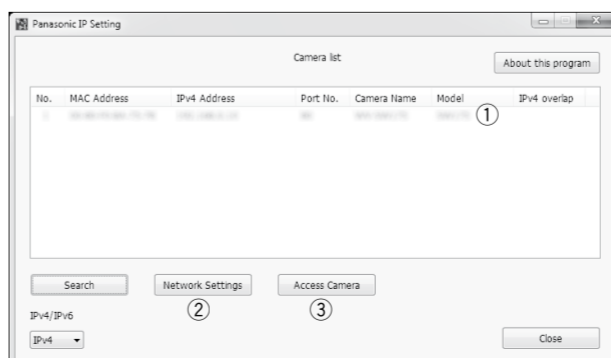 Panasonic IP Setting
Camera list
About this program
No. MAC Address IPv4 Address Port No. Camera Name Model IPv4 overlap
①
Search Network Settings Access Camera
② ③
IPv4/IPv6
IPv4 Close